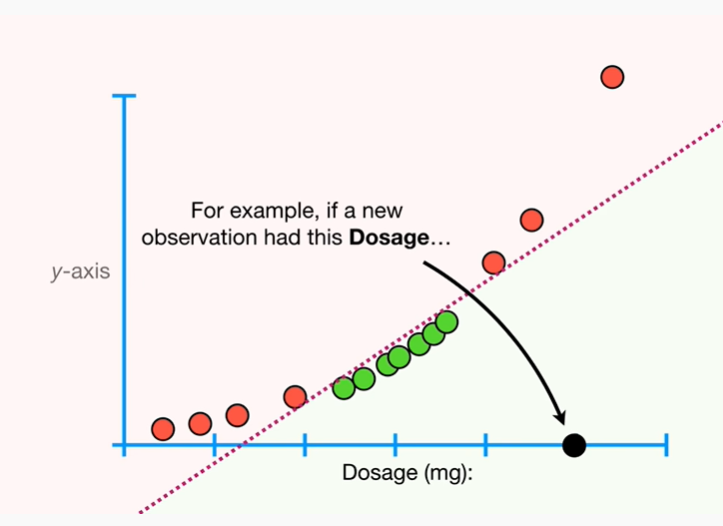 For example, if a new
observation had this Dosage…
y-axis
Dosage (mg):